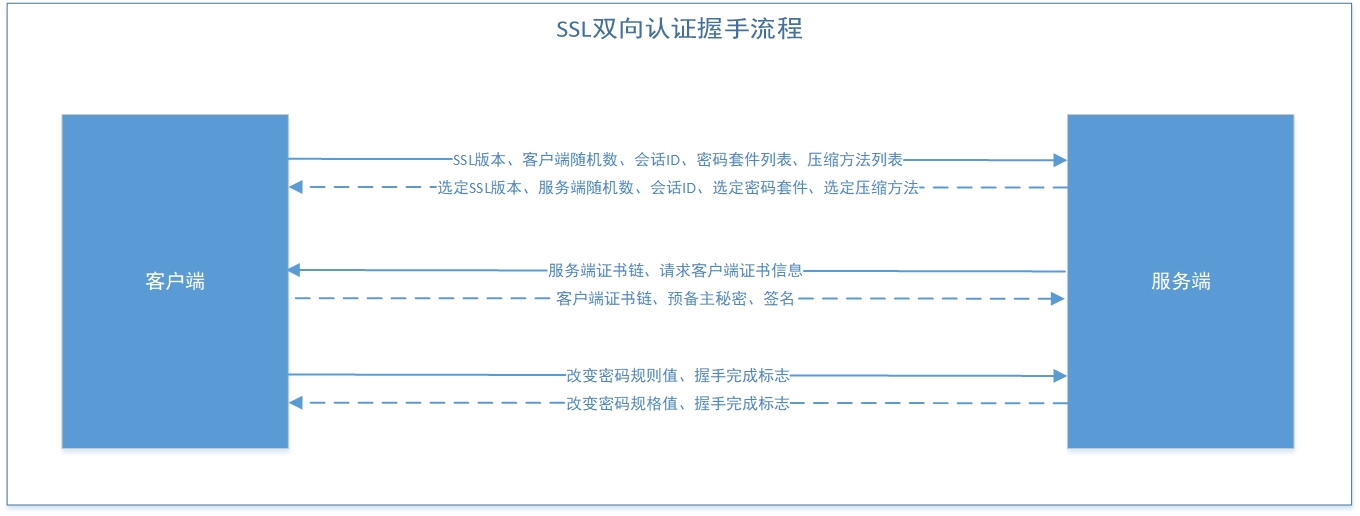 SSL双向认证握手流程
SSL版本、客户端随机数、会话ID、密码套件列表、压缩方法列表
选定SSL版本、服务端随机数、会话ID、选定密码套件、选定压缩方法
客户端
服务端
服务端证书链、请求客户端证书信息
客户端证书链、预备主秘密、签名
改变密码规则值、握手完成标志
改变密码规格值、握手完成标志